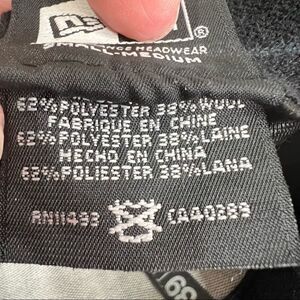 NE
®
HEADWEAR
SMALL-MEDIUM
62% POLYESTER 38% WOOL
FABRIQUE EN CHINE
62% POLYESTER 38% LAINE
HECHO EN CHINA
62% POLIESTER 38% LANA
RN11493 CA40289